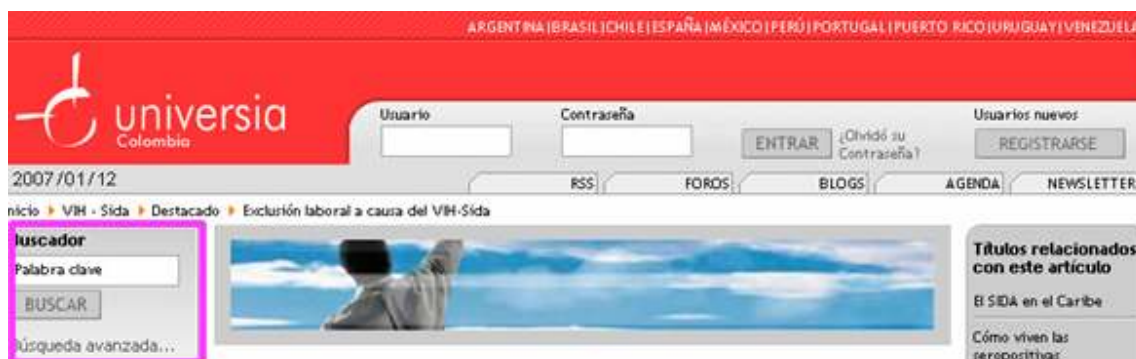 ARGENTINA|BRASIL|CHILE|ESPAÑA|MÉXICO|PERÚ|PORTUGAL|PUERTO RICO|URUGUAY|VENEZUELA
universia
Colombia
Usuario
Contraseña
ENTRAR
¿Olvidó su
Contraseña?
Usuarios nuevos
REGISTRARSE
2007/01/12
RSS
FOROS
BLOGS
AGENDA
NEWSLETTER
nicio VIH - Sida Destacado Exclusión laboral a causa del VIH-Sida
Buscador
Palabra clave
BUSCAR
Búsqueda avanzada...
Títulos relacionados
con este artículo
El SIDA en el Caribe
Cómo viven las
seropositivas